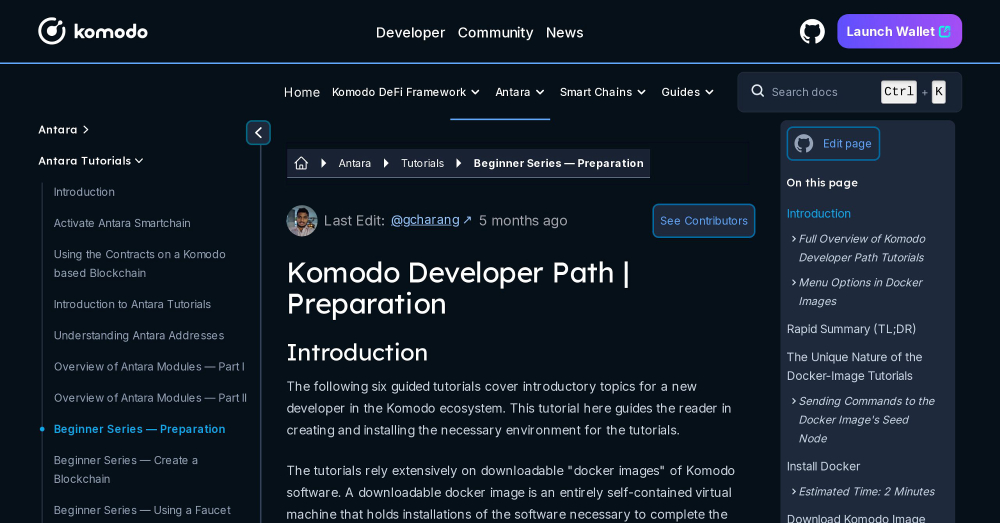 komodo
Developer Community News
Launch Wallet
Home Komodo DeFi Framework Antara Smart Chains Guides
Search docs Ctrl + K
Antara
Antara Tutorials
Introduction
Activate Antara Smartchain
Using the Contracts on a Komodo
based Blockchain
Introduction to Antara Tutorials
Understanding Antara Addresses
Overview of Antara Modules — Part I
Overview of Antara Modules — Part II
Beginner Series — Preparation
Beginner Series — Create a
Blockchain
Beginner Series — Using a Faucet
Antara Tutorials Beginner Series — Preparation
Last Edit: @gcharang ↗ 5 months ago
See Contributors
Komodo Developer Path |
Preparation
Introduction
The following six guided tutorials cover introductory topics for a new
developer in the Komodo ecosystem. This tutorial here guides the reader in
creating and installing the necessary environment for the tutorials.
The tutorials rely extensively on downloadable "docker images" of Komodo
software. A downloadable docker image is an entirely self-contained virtual
machine that holds installations of the software necessary to complete the
Edit page
On this page
Introduction
Full Overview of Komodo
Developer Path Tutorials
Menu Options in Docker
Images
Rapid Summary (TL;DR)
The Unique Nature of the
Docker-Image Tutorials
Sending Commands to the
Docker Image's Seed
Node
Install Docker
Estimated Time: 2 Minutes
Download Komodo Image